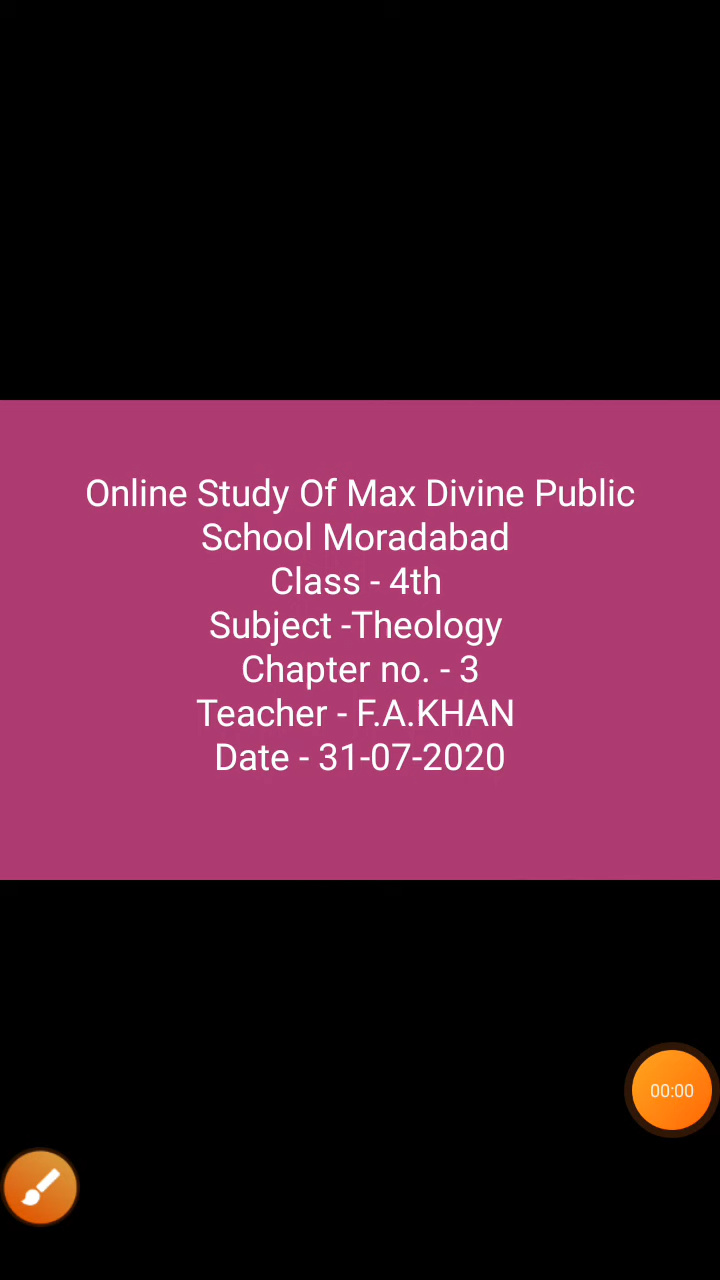 Online Study Of Max Divine Public
School Moradabad
Class - 4th
Subject -Theology
Chapter no. - 3
Teacher - F.A.KHAN
Date - 31-07-2020
00:00